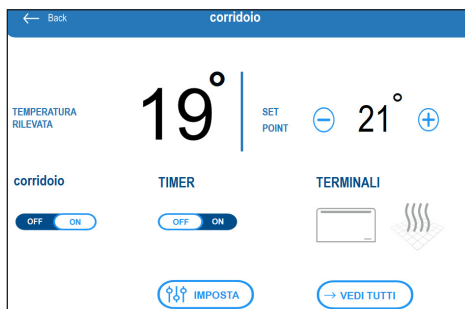 ← Back
corridoio
TEMPERATURA
RILEVATA
19°
SET
POINT
21°
corridoio
TIMER
TERMINALI
OFF ON
OFF ON
IMPOSTA
→ VEDI TUTTI